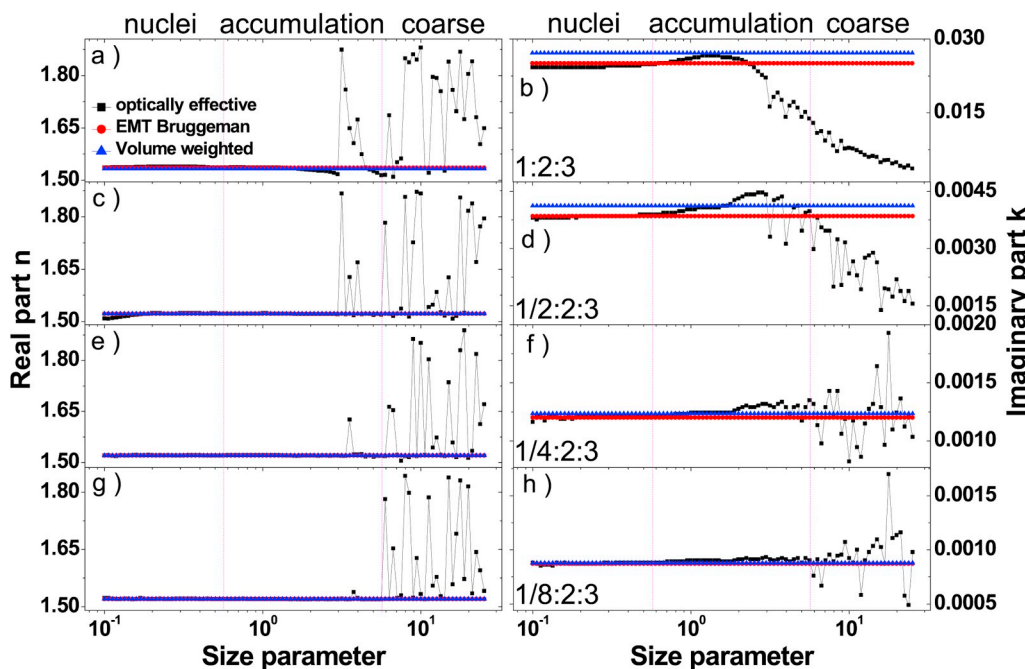 nuclei accumulation coarse nuclei accumulation coarse
a ) 0.030
1.80
optically effective
EMT Bruggeman b ) 0.015
1.65
Volume weighted
1.50 1:2:3
c ) 0.0045
1.80
d ) 0.0030
1.65
1.50 1/2:2:3 0.0015
e ) f ) 0.0020
1.80
0.0015
1.65
1.50 1/4:2:3 0.0010
g ) h )
1.80 0.0015
1.65 0.0010
1.50 1/8:2:3 0.0005
Real part n
Imaginary part k
10⁻¹ 10⁰ 10¹ 10⁻¹ 10⁰ 10¹
Size parameter Size parameter